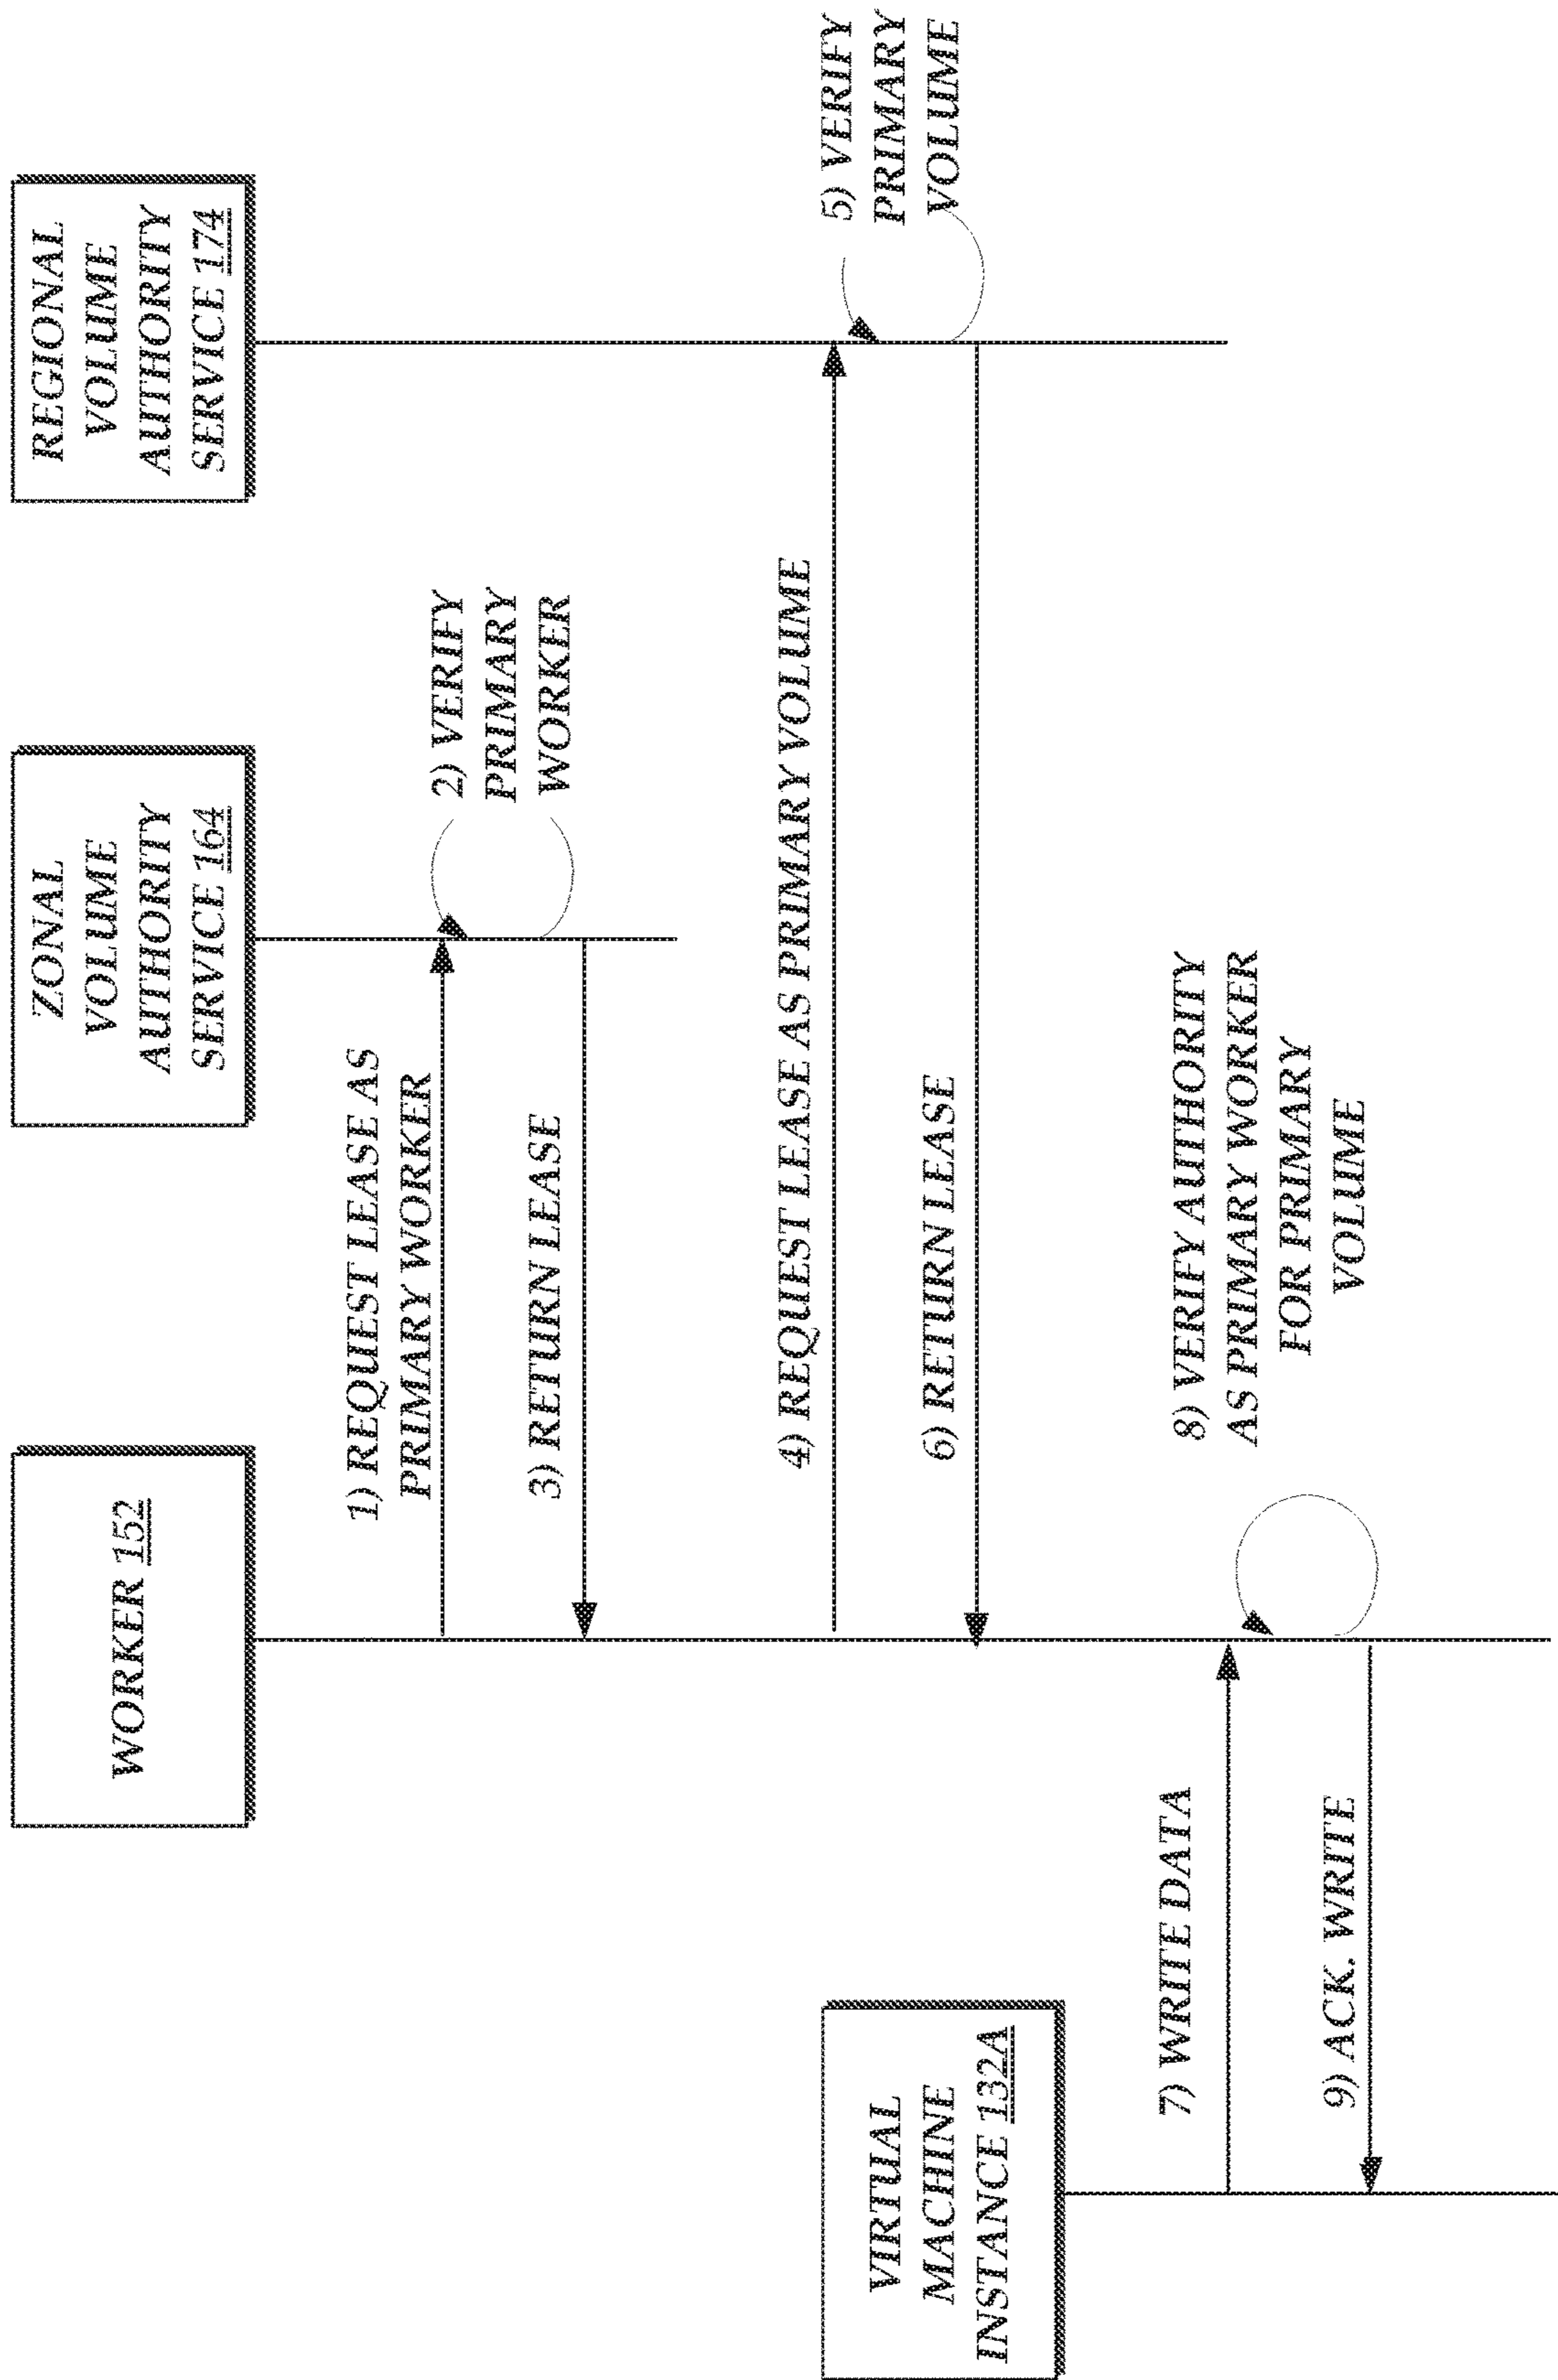 WORKER 152
ZONAL
VOLUME
AUTHORITY
SERVICE 164
REGIONAL
VOLUME
AUTHORITY
SERVICE 174
1) REQUEST LEASE AS
PRIMARY WORKER
2) VERIFY
PRIMARY
WORKER
3) RETURN LEASE
4) REQUEST LEASE AS PRIMARY VOLUME
5) VERIFY
PRIMARY
VOLUME
6) RETURN LEASE
VIRTUAL
MACHINE
INSTANCE 132A
7) WRITE DATA
8) VERIFY AUTHORITY
AS PRIMARY WORKER
FOR PRIMARY
VOLUME
9) ACK. WRITE